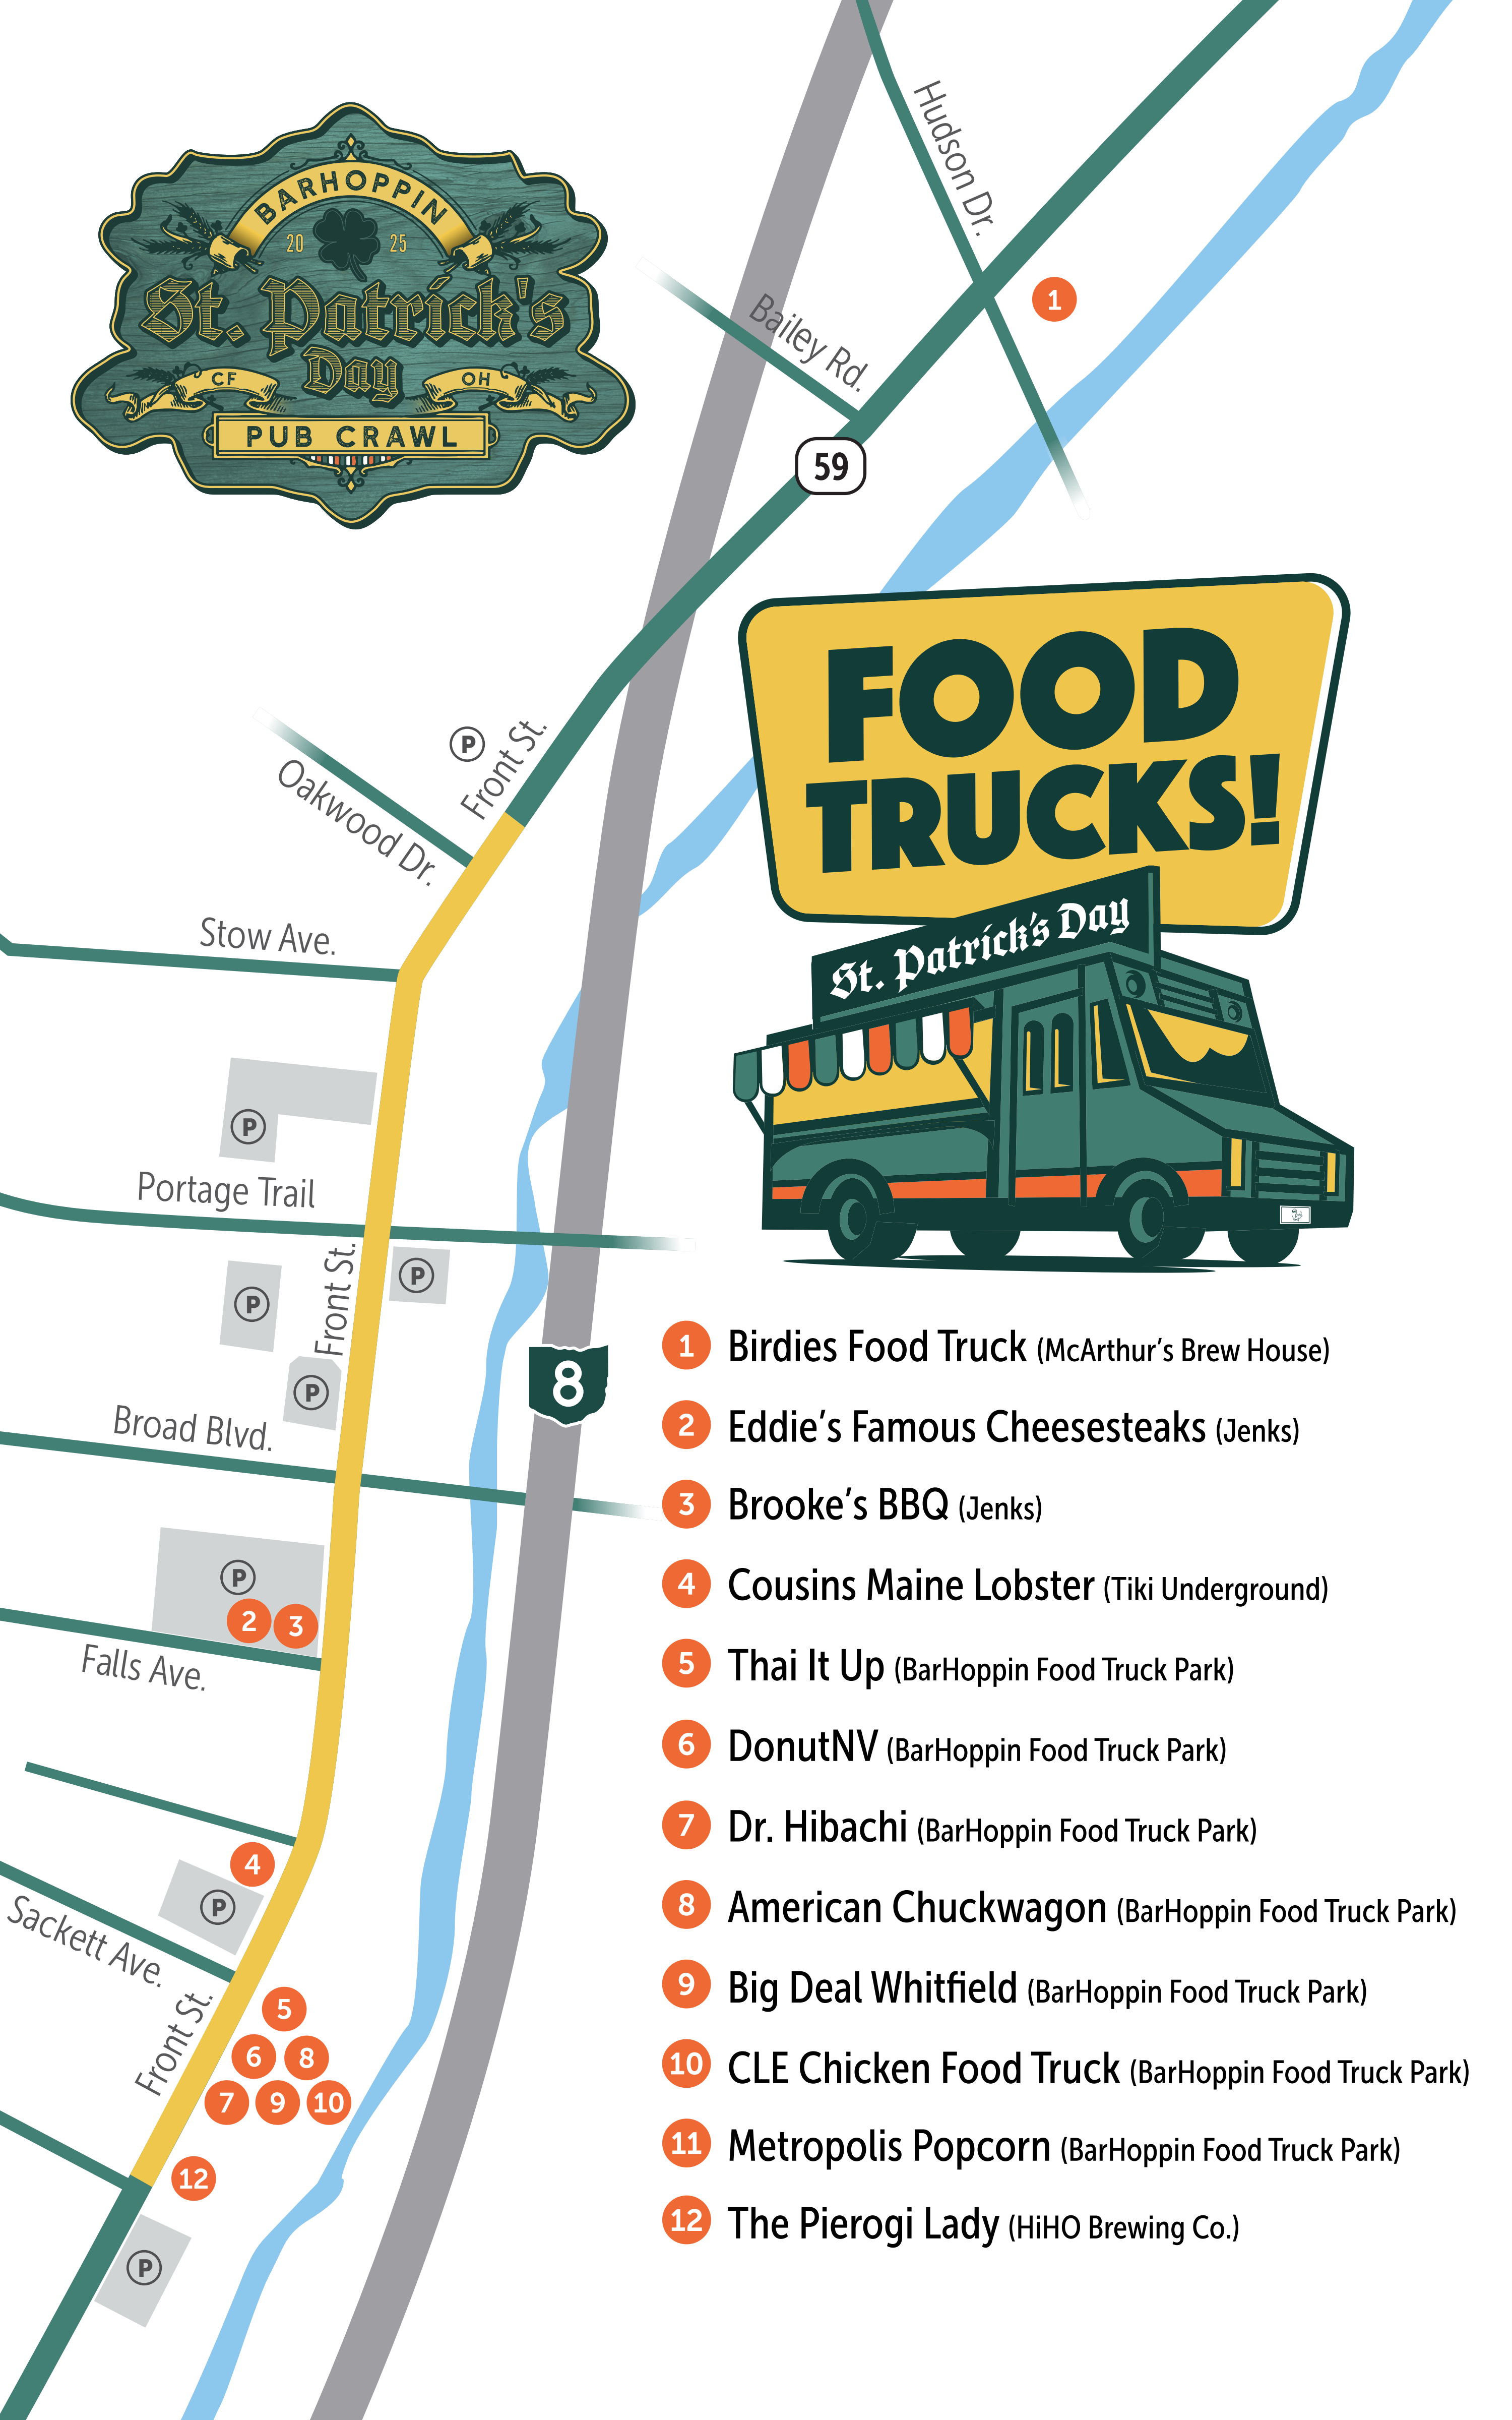 BARHOPPIN
20 25
St. Patrick's
Day
CF OH
PUB CRAWL
Hudson Dr.
1
Bailey Rd.
59
FOOD
TRUCKS!
St. Patrick's Day
P
Front St.
Oakwood Dr.
Stow Ave.
P
Portage Trail
P
P
Front St.
P
8
Broad Blvd.
P
2 3
Falls Ave.
4
P
Sackett Ave.
Front St.
5
6 8
7 9 10
12
P
1 Birdies Food Truck (McArthur's Brew House)
2 Eddie's Famous Cheesesteaks (Jenks)
3 Brooke's BBQ (Jenks)
4 Cousins Maine Lobster (Tiki Underground)
5 Thai It Up (BarHoppin Food Truck Park)
6 DonutNV (BarHoppin Food Truck Park)
7 Dr. Hibachi (BarHoppin Food Truck Park)
8 American Chuckwagon (BarHoppin Food Truck Park)
9 Big Deal Whitfield (BarHoppin Food Truck Park)
10 CLE Chicken Food Truck (BarHoppin Food Truck Park)
11 Metropolis Popcorn (BarHoppin Food Truck Park)
12 The Pierogi Lady (HiHO Brewing Co.)